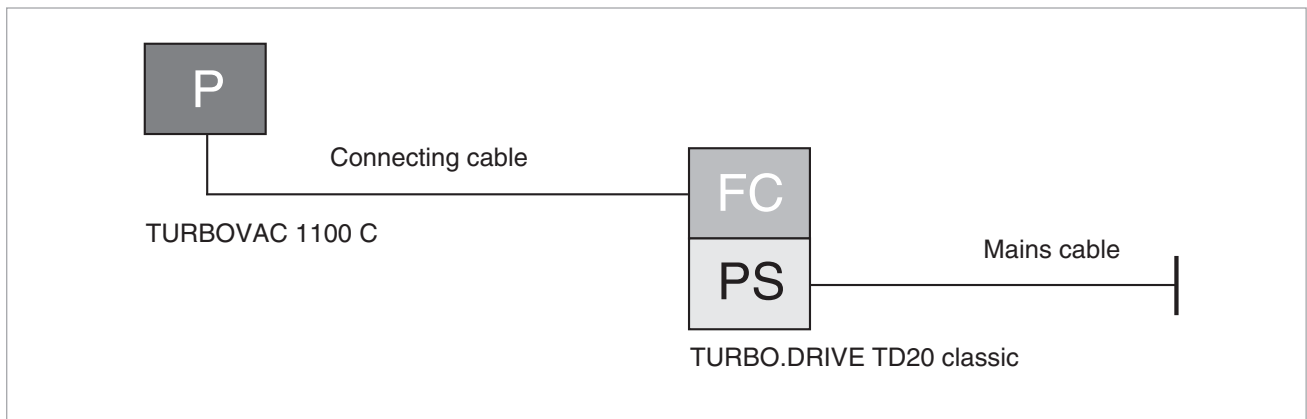 P
Connecting cable
FC
TURBOVAC 1100 C
Mains cable
PS
TURBO.DRIVE TD20 classic